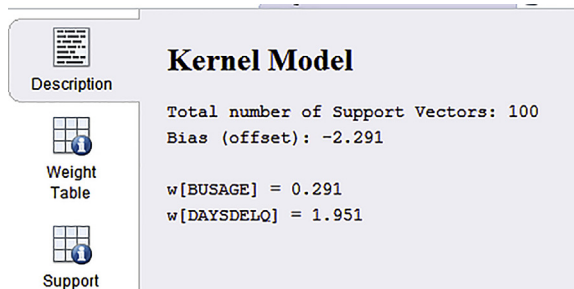 Description
Weight
Table
Support
Kernel Model
Total number of Support Vectors: 100
Bias (offset): -2.291
w[BUSAGE] = 0.291
w[DAYSDELQ] = 1.951